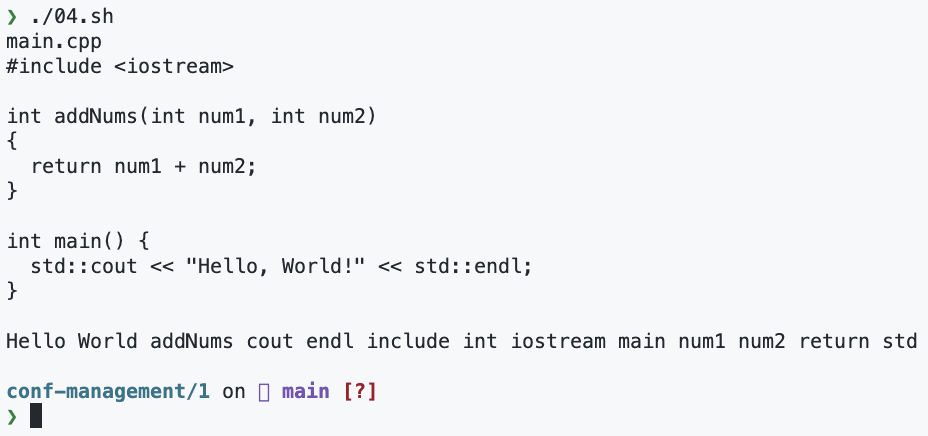 ❯ ./04.sh
main.cpp
#include <iostream>

int addNums(int num1, int num2)
{
  return num1 + num2;
}

int main() {
  std::cout << "Hello, World!" << std::endl;
}

Hello World addNums cout endl include int iostream main num1 num2 return std

conf-management/1 on  main [?]
❯